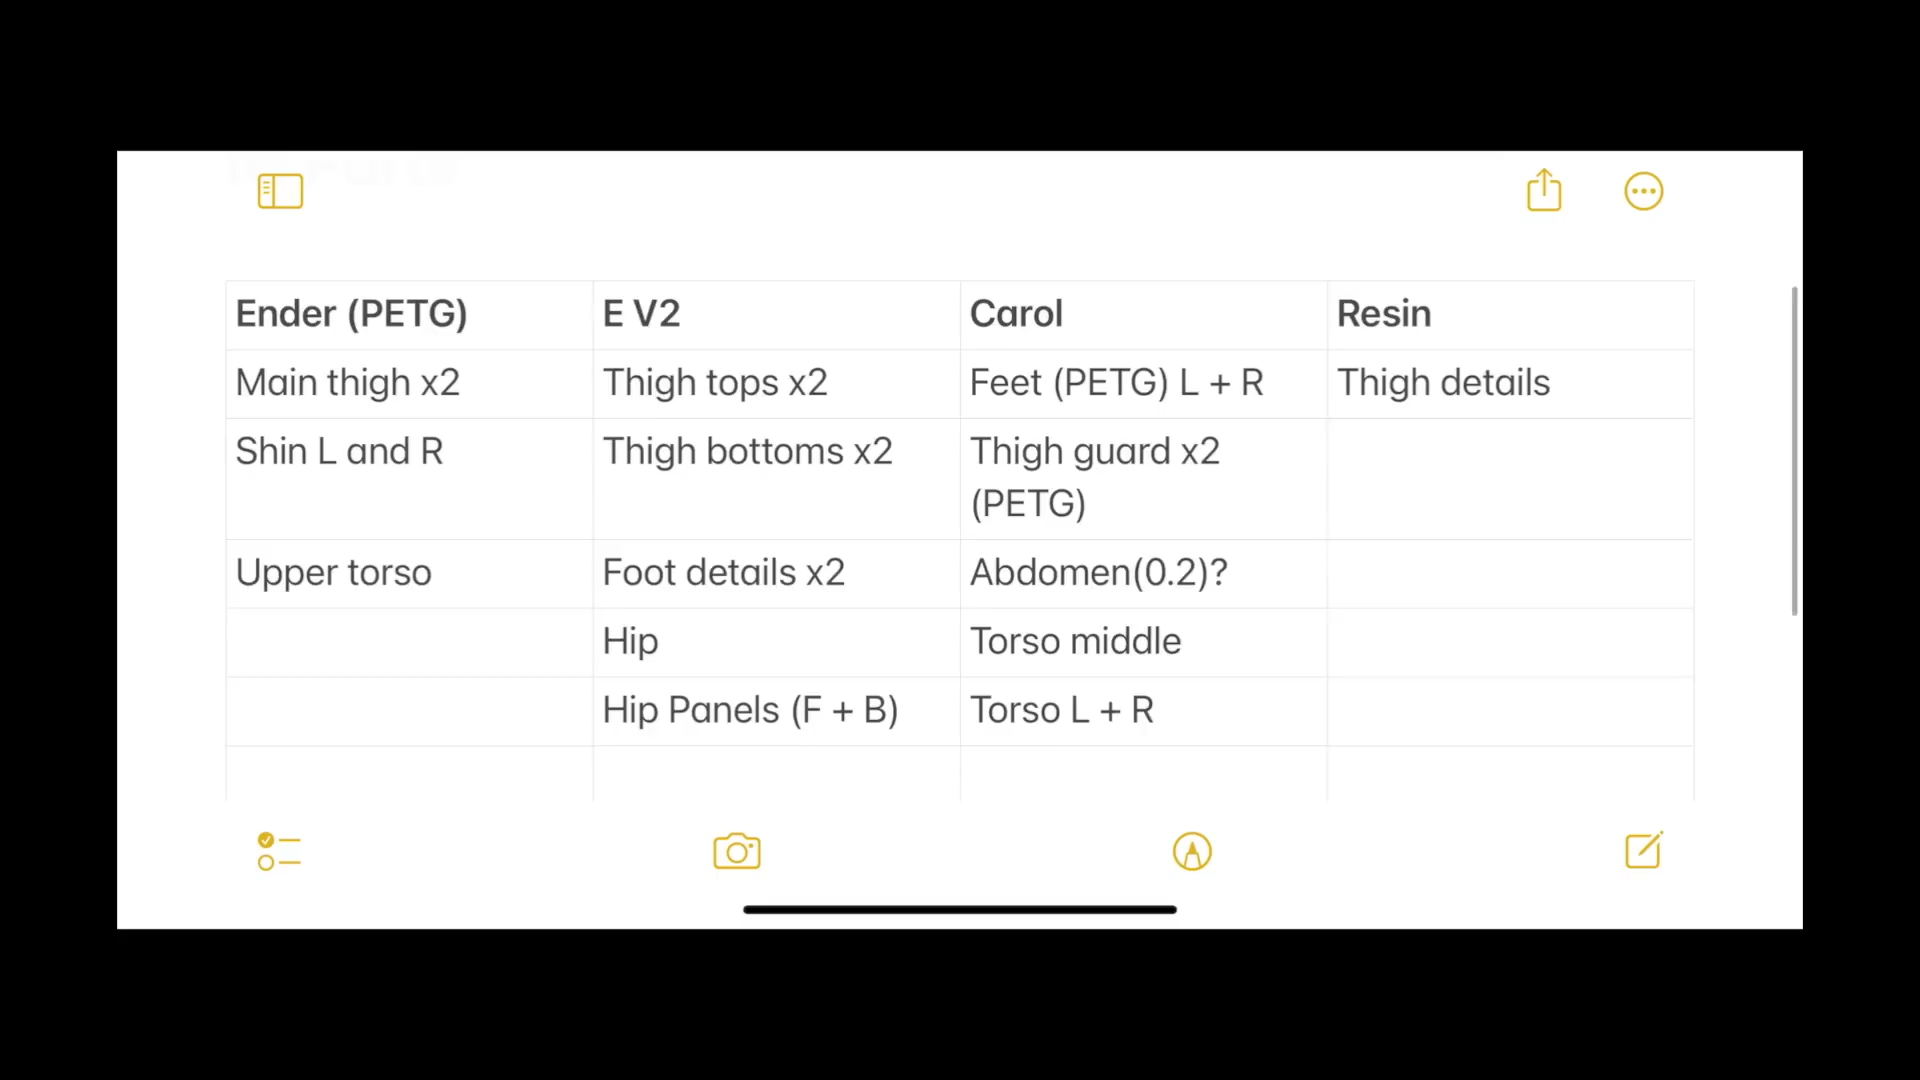 Ender (PETG) E V2 Carol Resin
Main thigh x2 Thigh tops x2 Feet (PETG) L + R Thigh details
Shin L and R Thigh bottoms x2 Thigh guard x2
(PETG)
Upper torso Foot details x2 Abdomen(0.2)?
Hip Torso middle
Hip Panels (F + B) Torso L + R